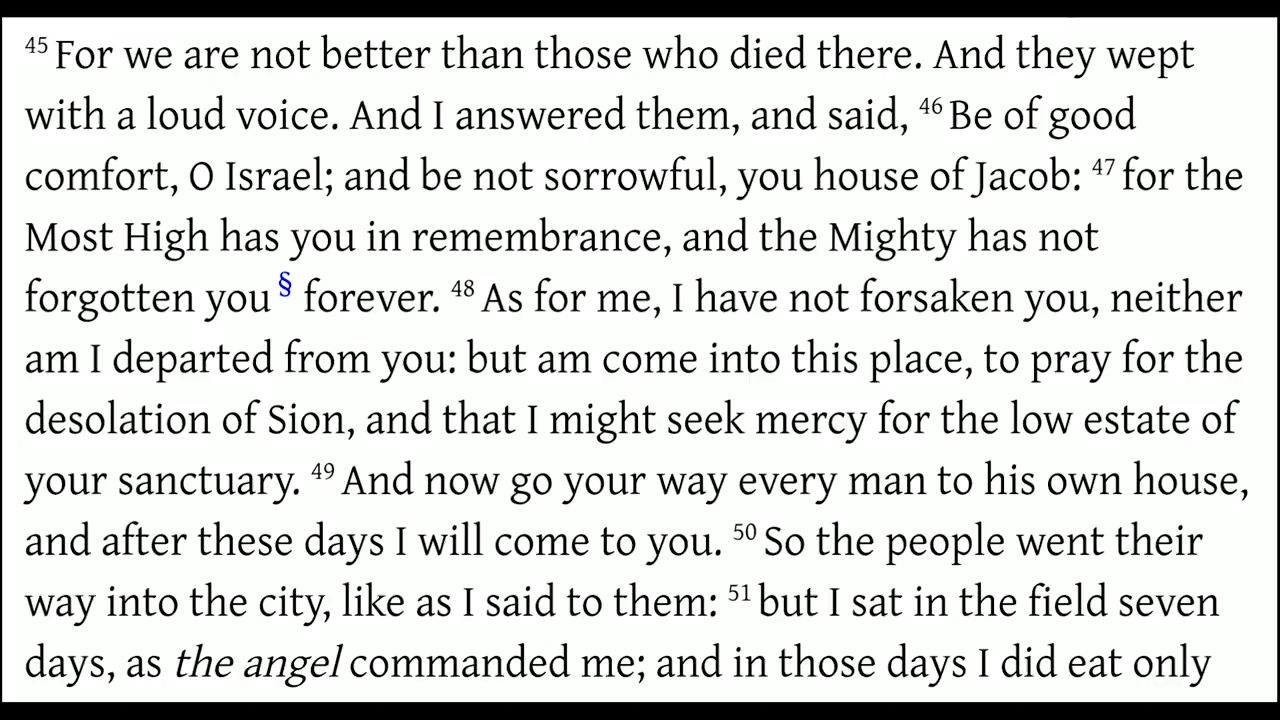 45 For we are not better than those who died there. And they wept
with a loud voice. And I answered them, and said, 46 Be of good
comfort, O Israel; and be not sorrowful, you house of Jacob: 47 for the
Most High has you in remembrance, and the Mighty has not
forgotten you § forever. 48 As for me, I have not forsaken you, neither
am I departed from you: but am come into this place, to pray for the
desolation of Sion, and that I might seek mercy for the low estate of
your sanctuary. 49 And now go your way every man to his own house,
and after these days I will come to you. 50 So the people went their
way into the city, like as I said to them: 51 but I sat in the field seven
days, as the angel commanded me; and in those days I did eat only